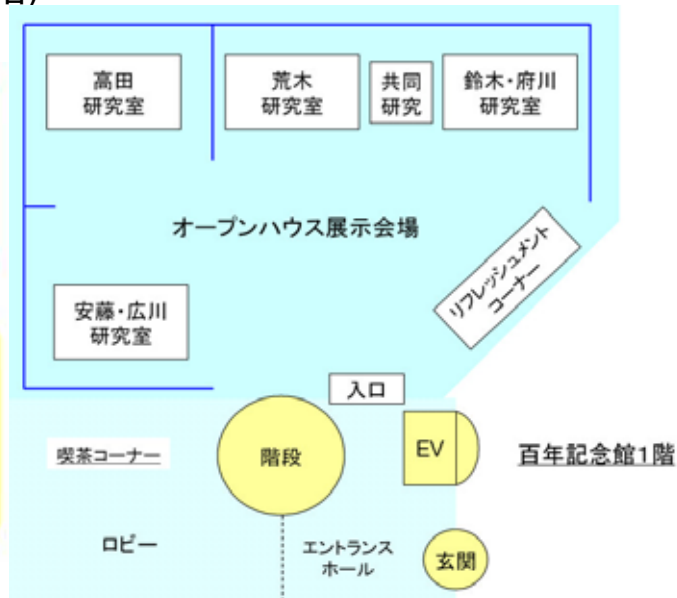 高田
研究室
荒木
研究室
共同
研究
鈴木・府川
研究室
オープンハウス展示会場
リフレッシュメント
コーナー
安藤・広川
研究室
入口
喫茶コーナー
階段
EV
百年記念館1階
ロビー
エントランス
ホール
玄関